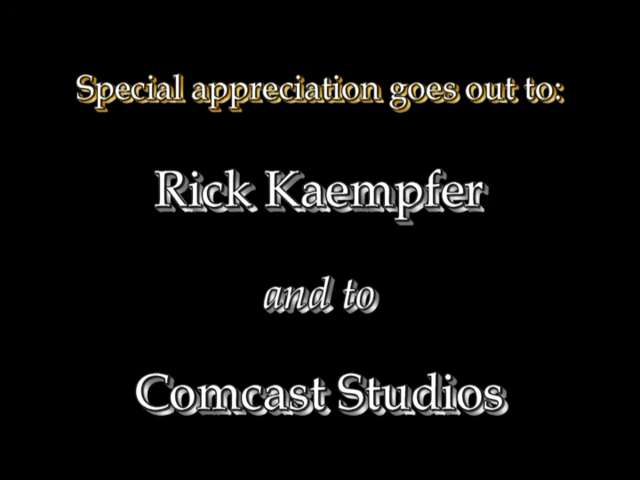 Special appreciation goes out to:
Rick Kaempfer
and to
Comcast Studios